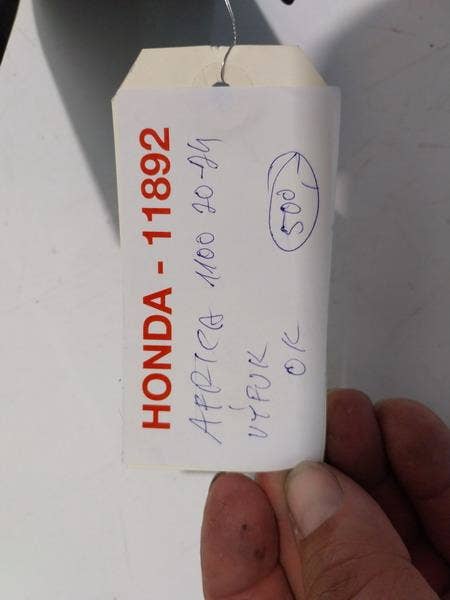 HONDA - 11892
AFRICA 1100 20-24
VÝFUK
OK
500,-